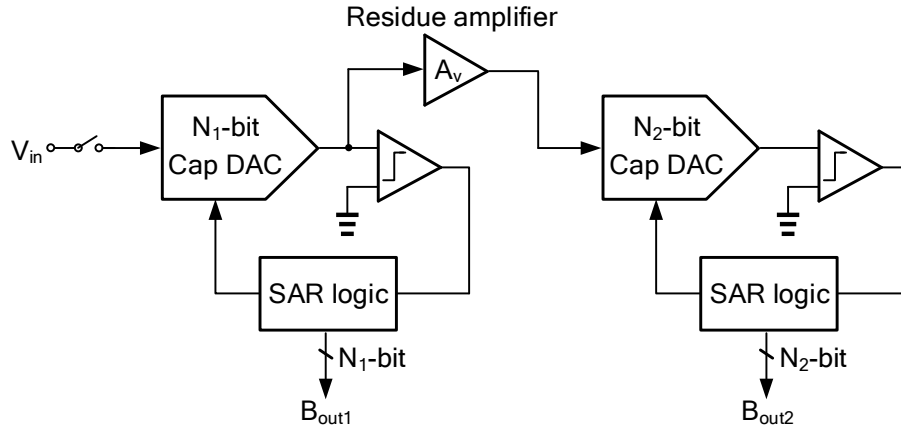 Residue amplifier
A_v
N_1-bit
Cap DAC
N_2-bit
Cap DAC
V_in
SAR logic
SAR logic
N_1-bit
N_2-bit
B_out1
B_out2